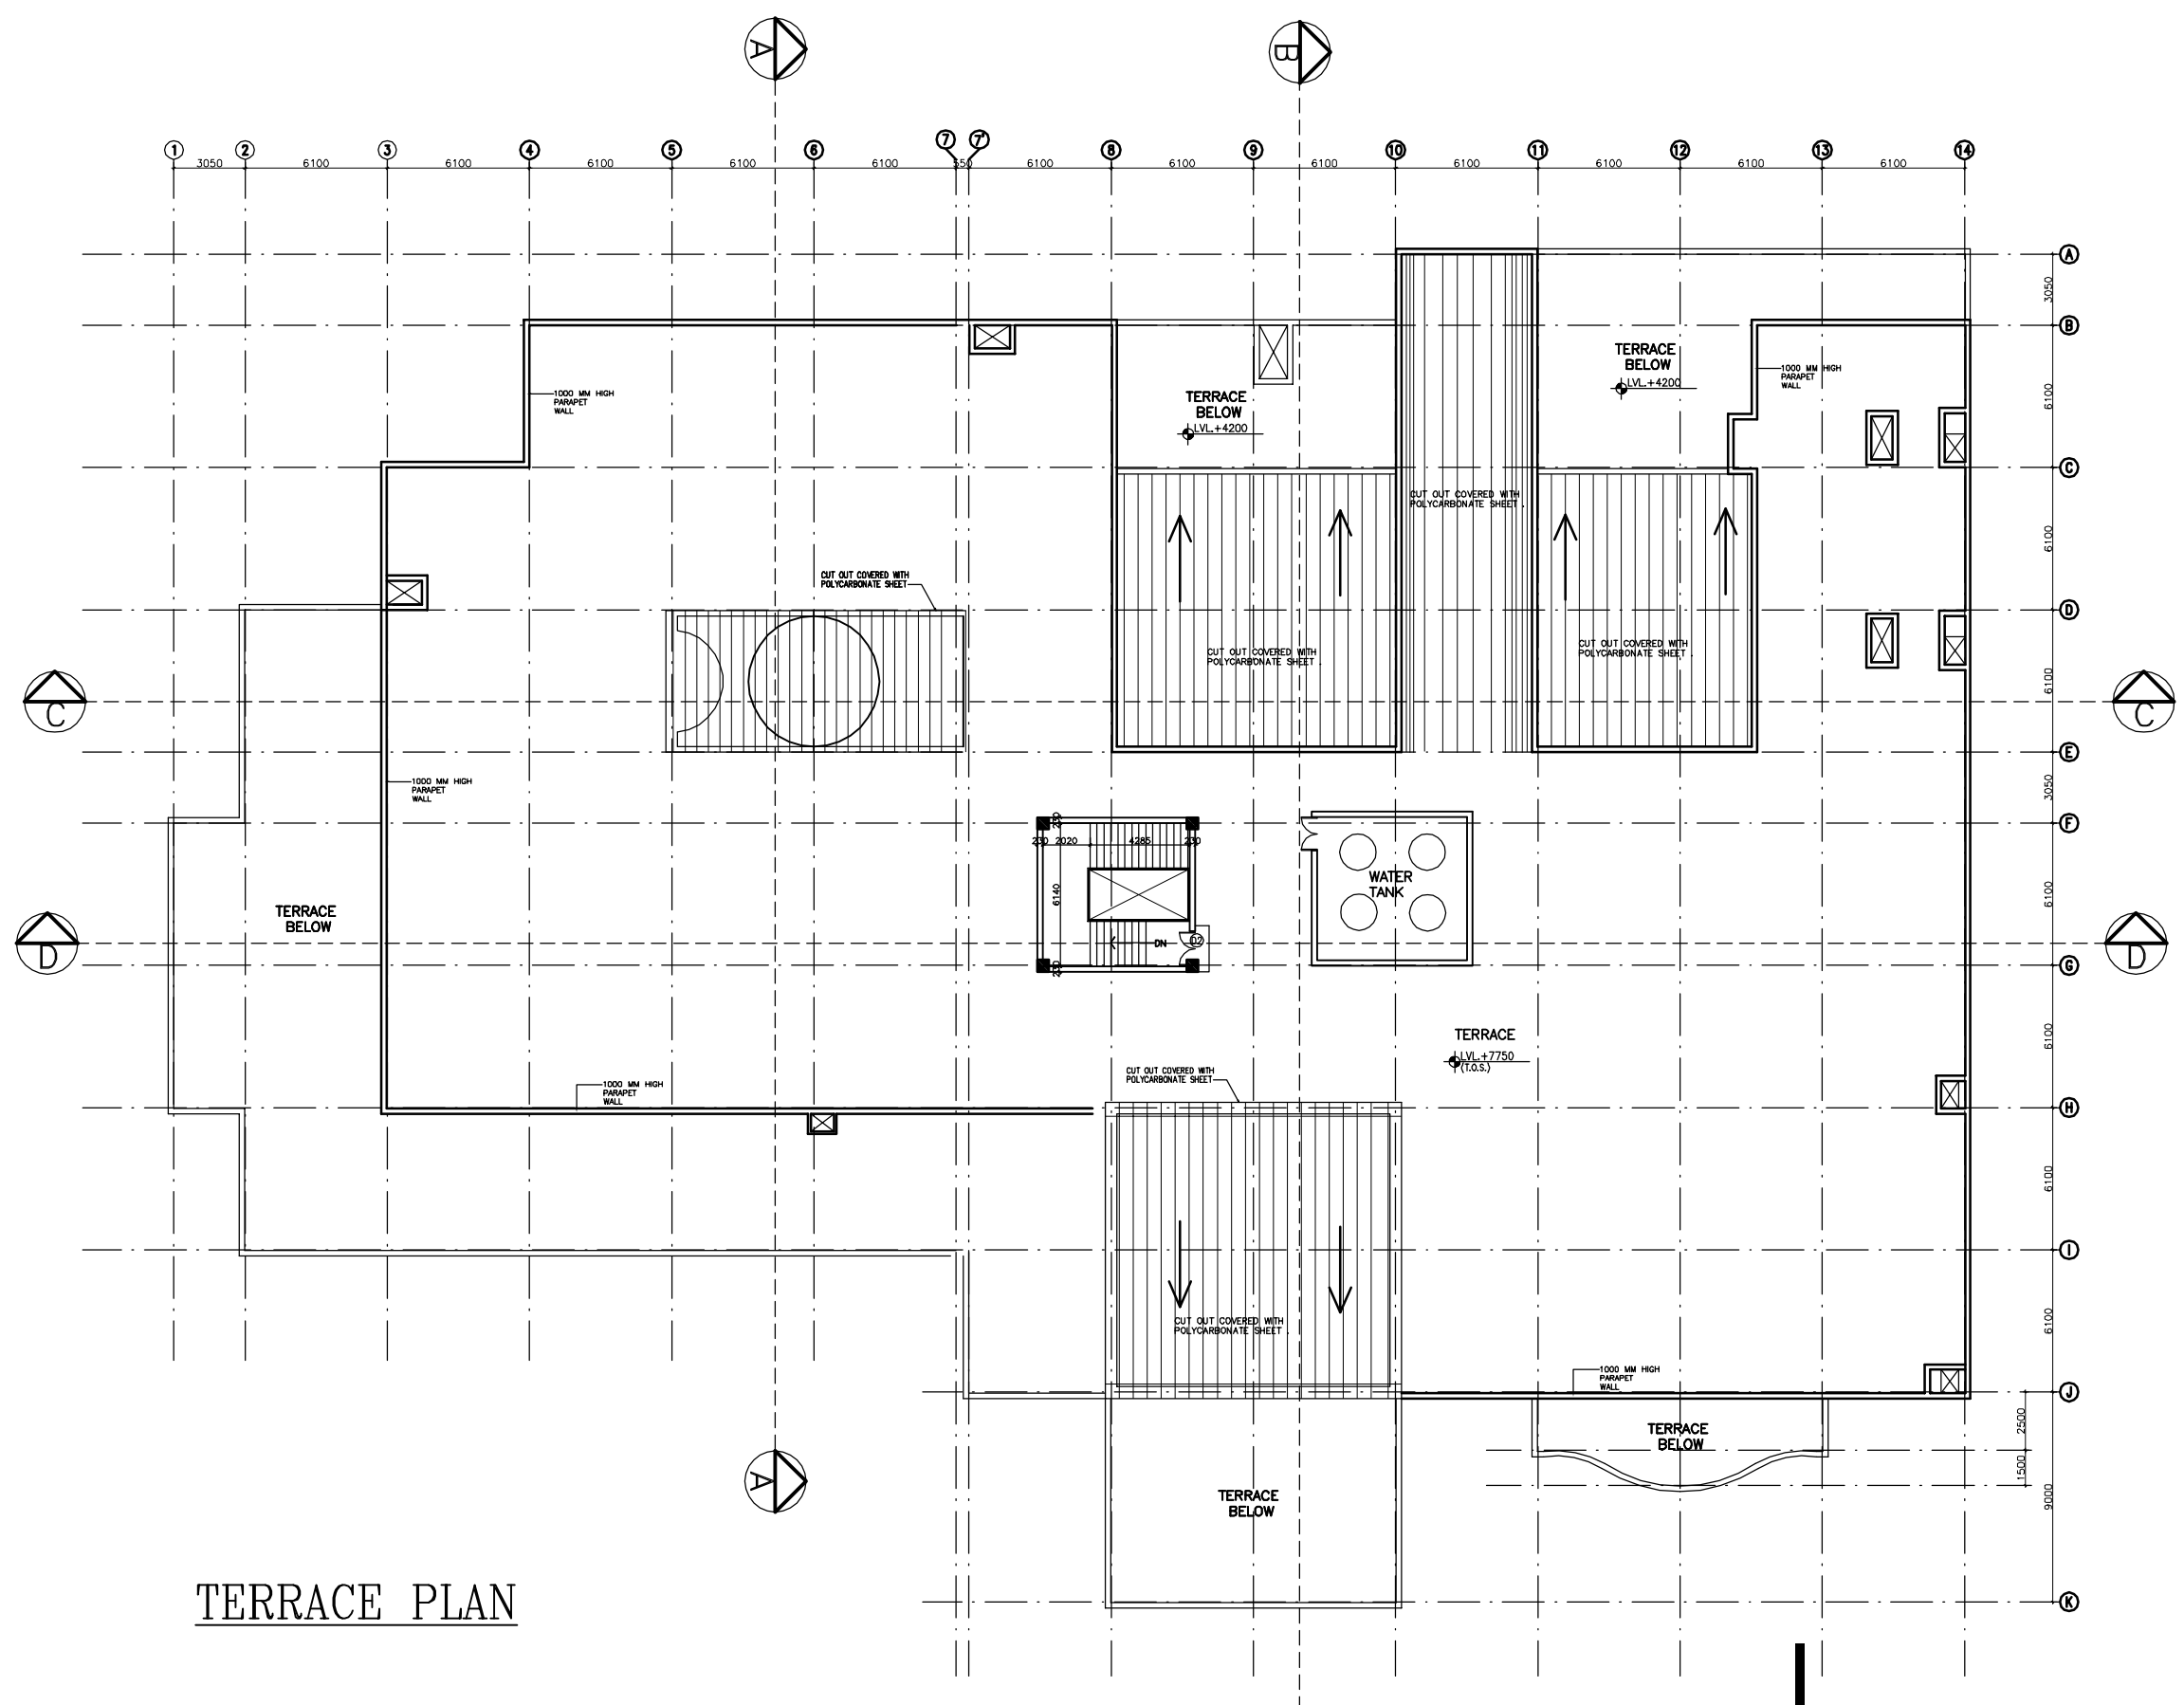 A
B
1 2 3 4 5 6 7 7' 8 9 10 11 12 13 14
3050 6100 6100 6100 6100 6100 550 6100 6100 6100 6100 6100 6100 6100
A
3050
B
TERRACE
BELOW
LVL.+4200
1000 MM HIGH
PARAPET
WALL
1000 MM HIGH
PARAPET
WALL
TERRACE
BELOW
LVL.+4200
6100
C
CUT OUT COVERED WITH
POLYCARBONATE SHEET .
6100
CUT OUT COVERED WITH
POLYCARBONATE SHEET
D
CUT OUT COVERED WITH
POLYCARBONATE SHEET .
CUT OUT COVERED WITH
POLYCARBONATE SHEET .
6100
C
C
E
1000 MM HIGH
PARAPET
WALL
3050
F
230
230 2020 4285 230
6140
WATER
TANK
6100
TERRACE
BELOW
D
DN
D2
D
230
G
TERRACE
LVL.+7750
(T.O.S.)
6100
CUT OUT COVERED WITH
POLYCARBONATE SHEET
1000 MM HIGH
PARAPET
WALL
H
6100
I
CUT OUT COVERED WITH
POLYCARBONATE SHEET .
6100
1000 MM HIGH
PARAPET
WALL
J
TERRACE
BELOW
2500
1500
A
TERRACE
BELOW
9000
K
TERRACE PLAN